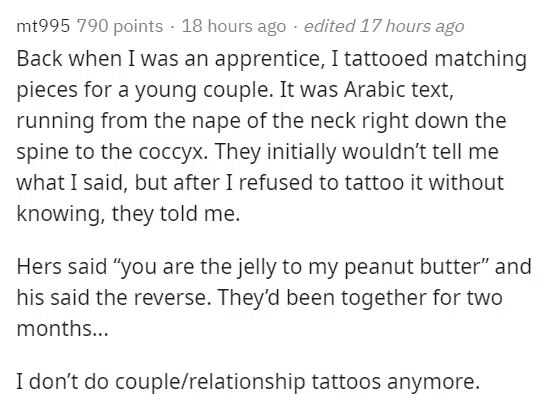 mt995 790 points · 18 hours ago · edited 17 hours ago
Back when I was an apprentice, I tattooed matching
pieces for a young couple. It was Arabic text,
running from the nape of the neck right down the
spine to the coccyx. They initially wouldn’t tell me
what I said, but after I refused to tattoo it without
knowing, they told me.
Hers said “you are the jelly to my peanut butter” and
his said the reverse. They’d been together for two
months...
I don’t do couple/relationship tattoos anymore.